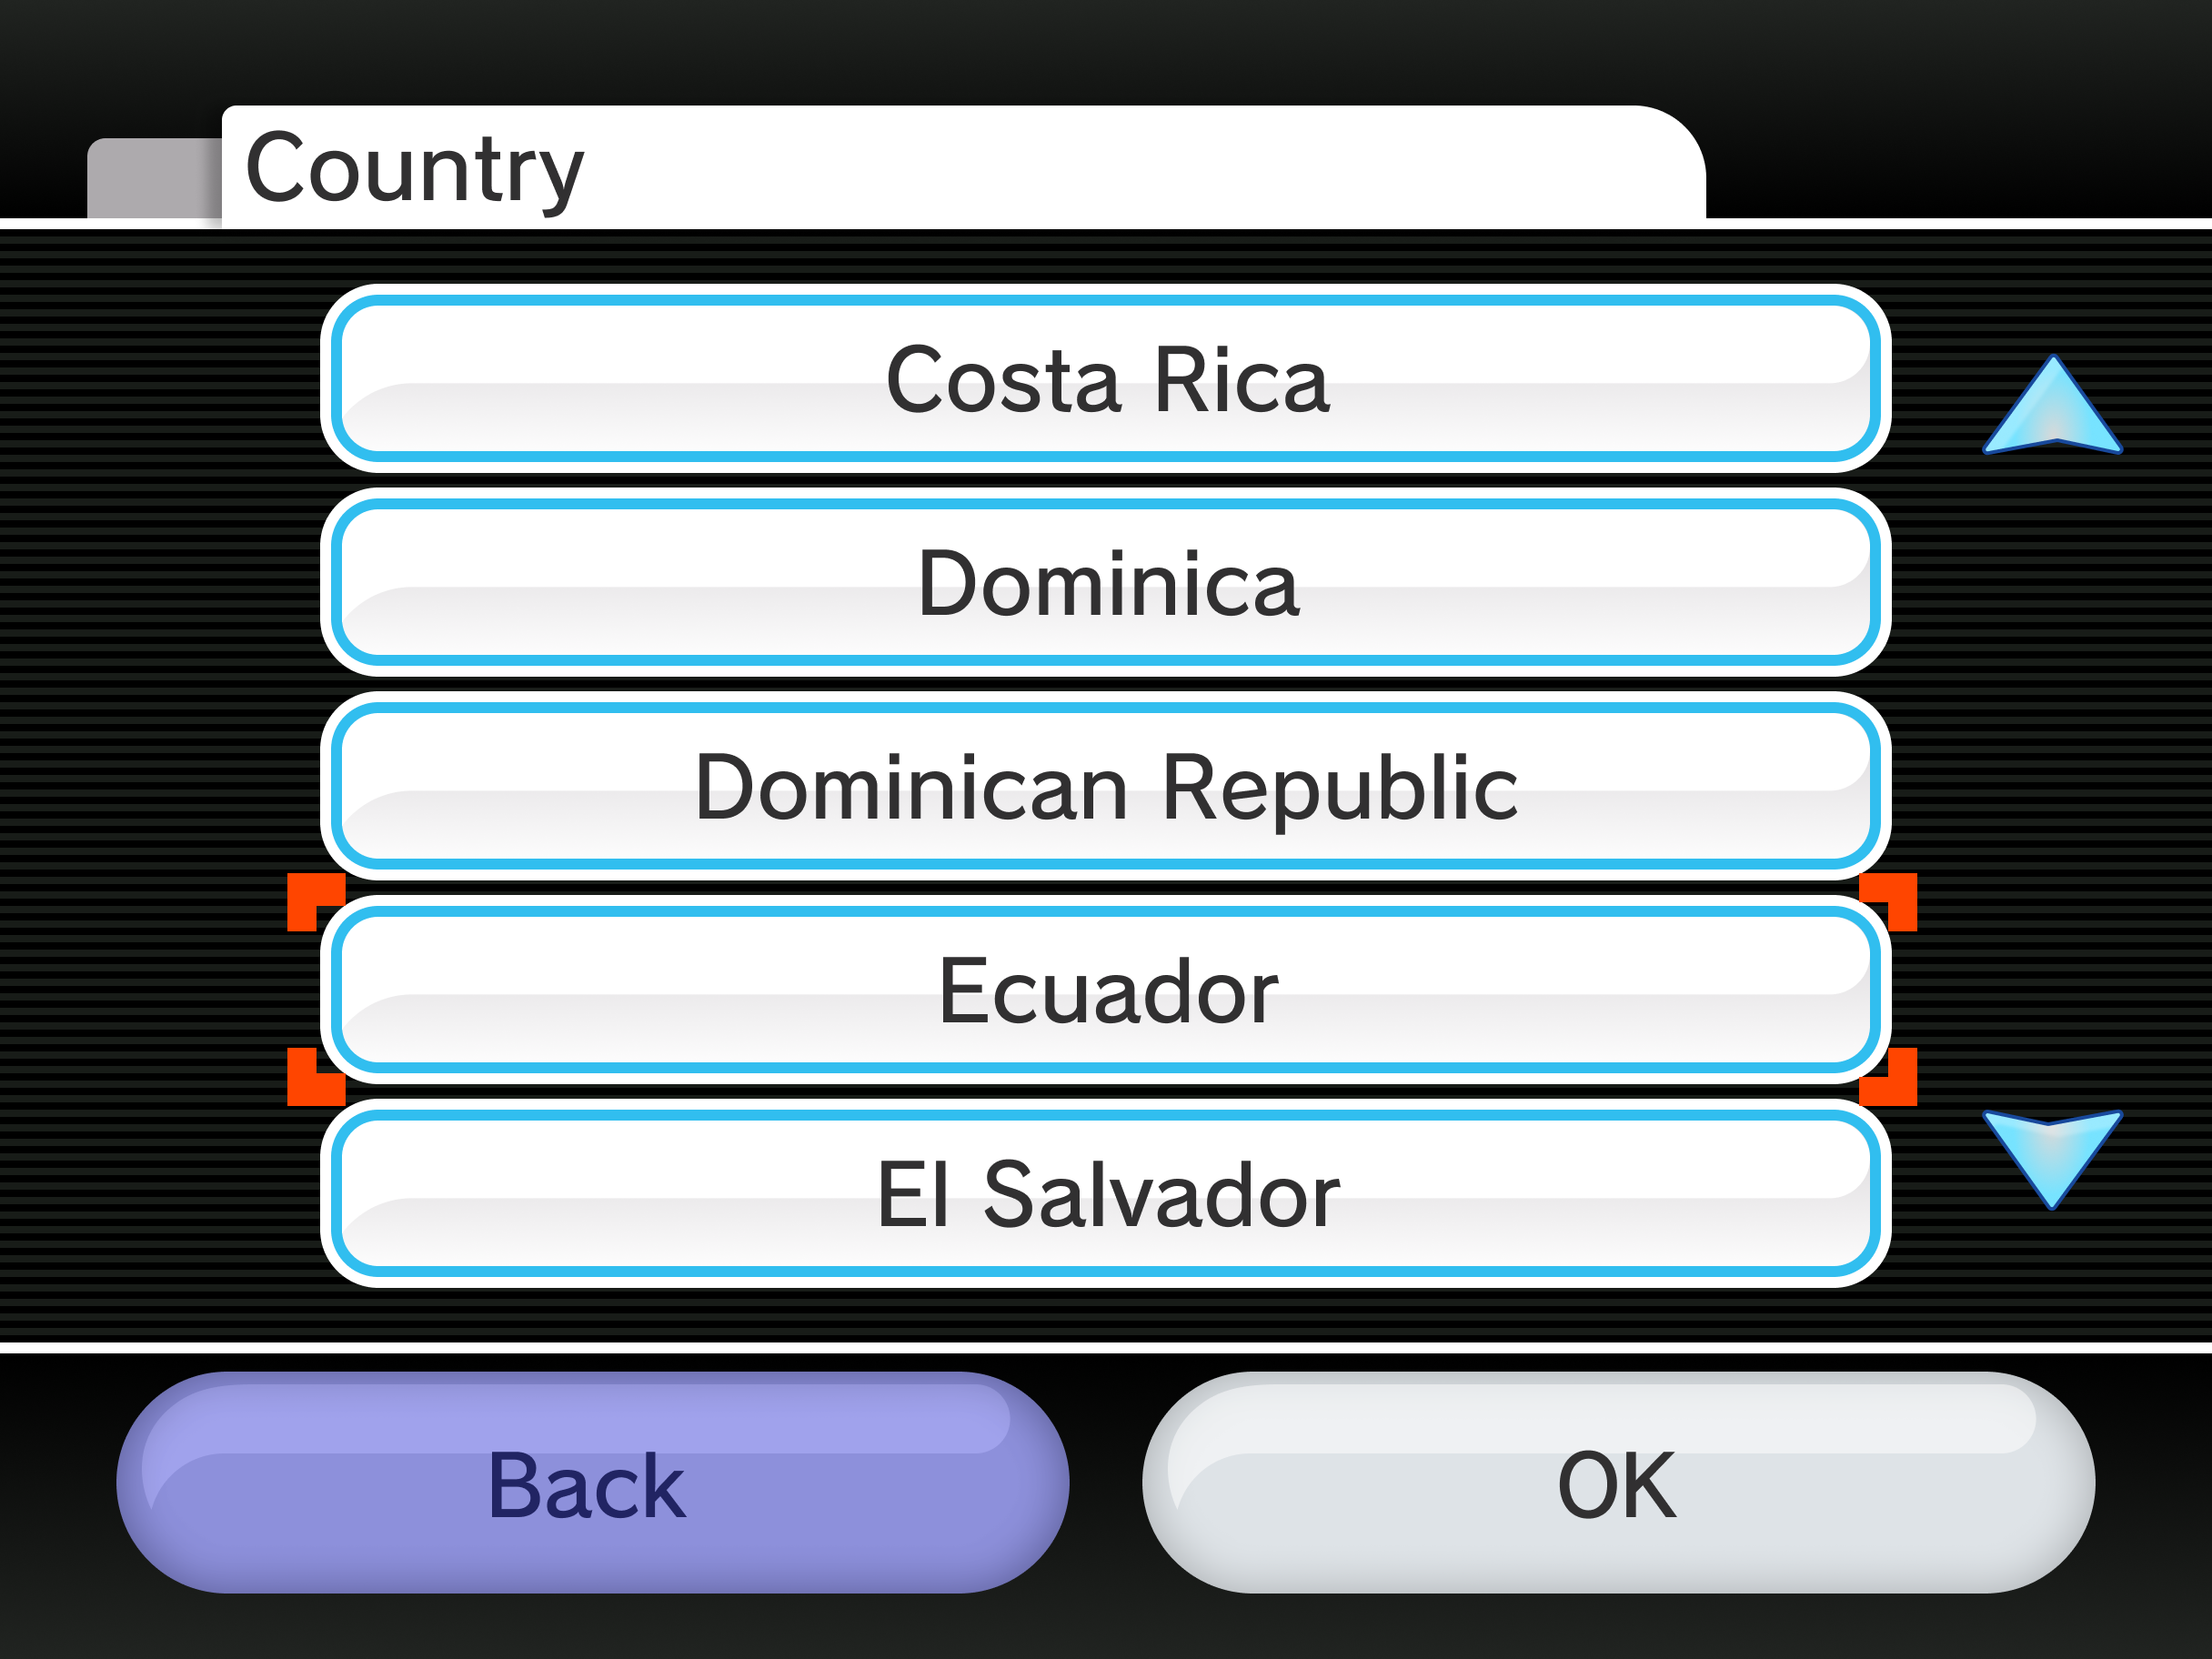 Country
Costa Rica
Dominica
Dominican Republic
Ecuador
El Salvador
Back
OK